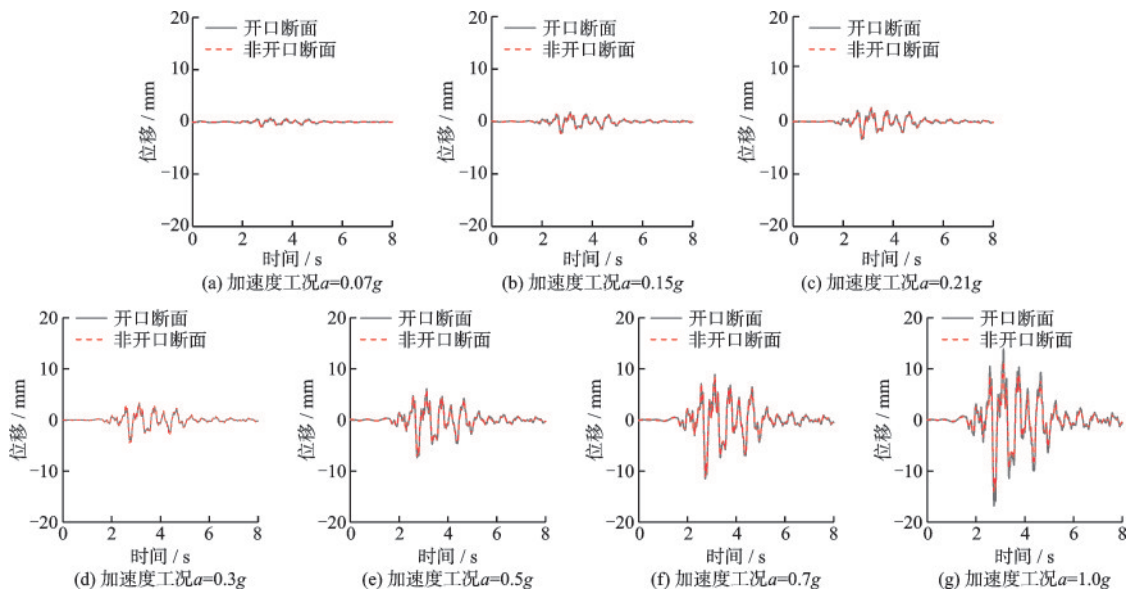 开口断面
非开口断面
20
10
0
−10
−20
位移 / mm
0 2 4 6 8
时间 / s
(a) 加速度工况a=0.07g
开口断面
非开口断面
20
10
0
−10
−20
位移 / mm
0 2 4 6 8
时间 / s
(b) 加速度工况a=0.15g
开口断面
非开口断面
20
10
0
−10
−20
位移 / mm
0 2 4 6 8
时间 / s
(c) 加速度工况a=0.21g
开口断面
非开口断面
20
10
0
−10
−20
位移 / mm
0 2 4 6 8
时间 / s
(d) 加速度工况a=0.3g
开口断面
非开口断面
20
10
0
−10
−20
位移 / mm
0 2 4 6 8
时间 / s
(e) 加速度工况a=0.5g
开口断面
非开口断面
20
10
0
−10
−20
位移 / mm
0 2 4 6 8
时间 / s
(f) 加速度工况a=0.7g
开口断面
非开口断面
20
10
0
−10
−20
位移 / mm
0 2 4 6 8
时间 / s
(g) 加速度工况a=1.0g